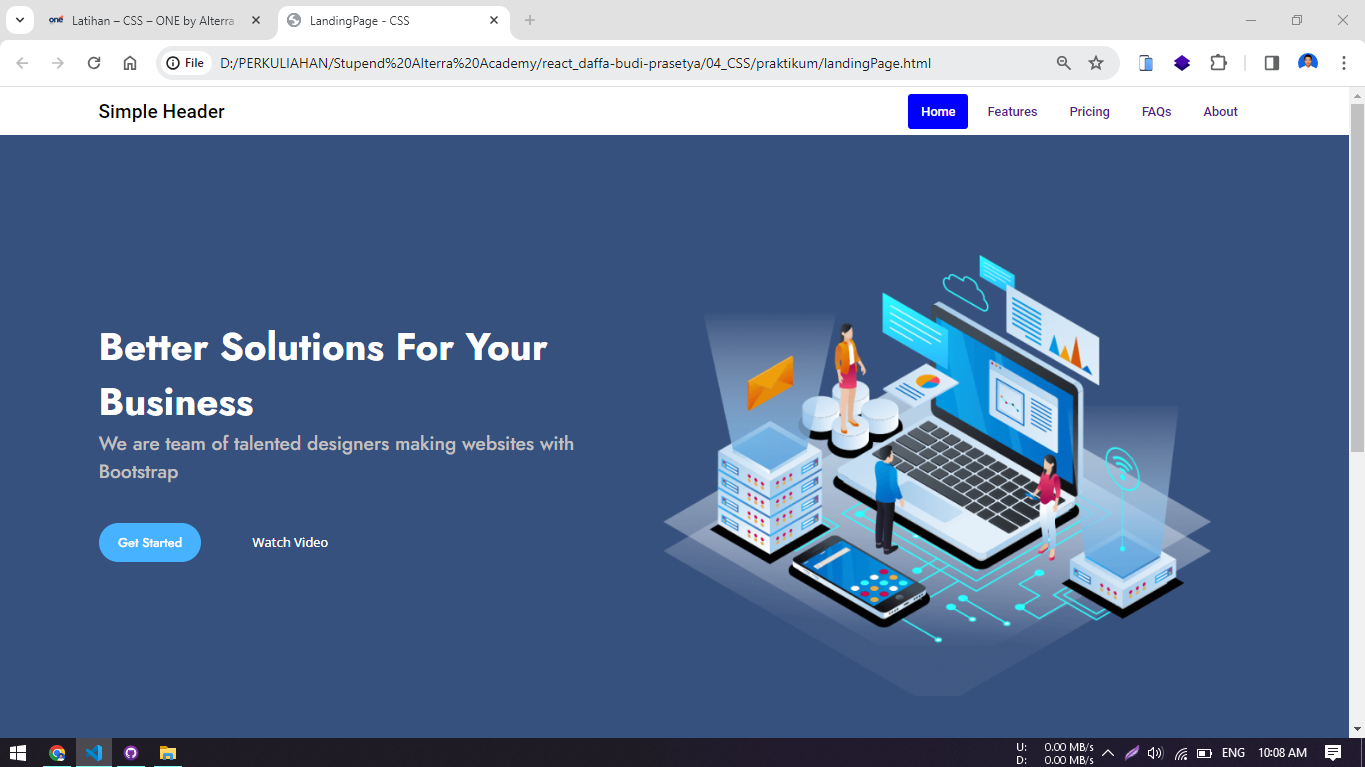 one Latihan – CSS – ONE by Alterra
LandingPage - CSS
File D:/PERKULIAHAN/Stupend%20Alterra%20Academy/react_daffa-budi-prasetya/04_CSS/praktikum/landingPage.html
Simple Header Home Features Pricing FAQs About
Better Solutions For Your
Business
We are team of talented designers making websites with
Bootstrap
Get Started Watch Video
U: 0.00 MB/s
D: 0.00 MB/s
ENG 10:08 AM